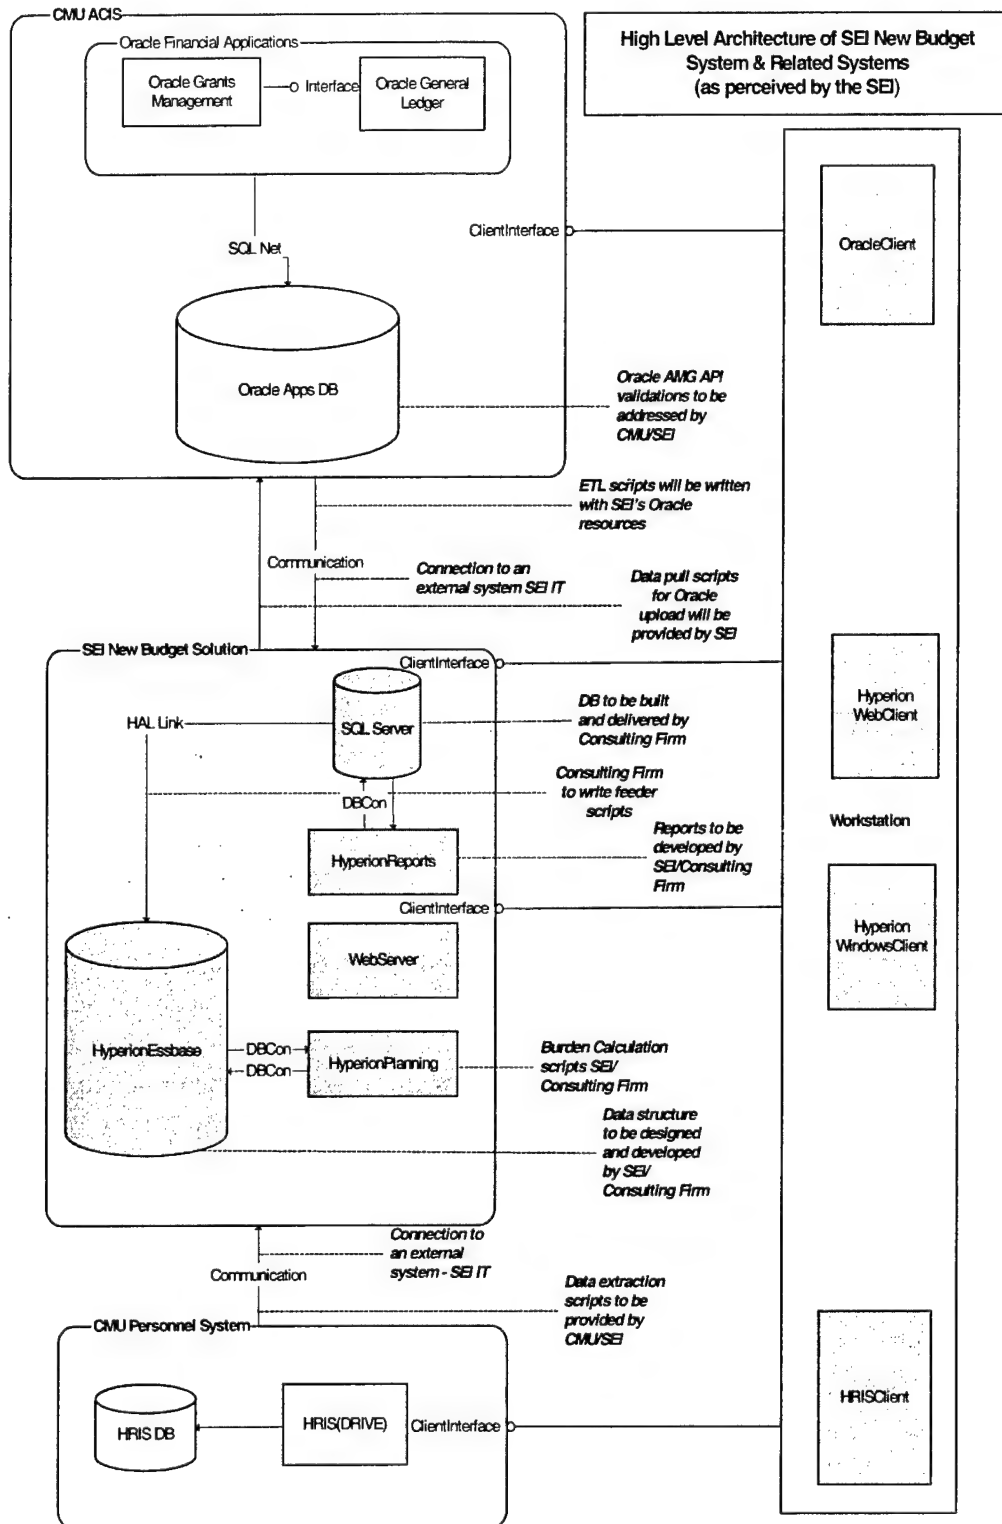 CMU ACIS
Oracle Financial Applications
Oracle Grants
Management
Interface
Oracle General
Ledger
High Level Architecture of SEI New Budget
System & Related Systems
(as perceived by the SEI)
ClientInterface
OracleClient
SQL Net
Oracle Apps DB
Oracle AMG API
validations to be
addressed by
CMU/SEI
ETL scripts will be written
with SEI's Oracle
resources
Communication
Connection to an
external system SEI IT
Data pull scripts
for Oracle
upload will be
provided by SEI
SEI New Budget Solution
ClientInterface
HAL Link
SQL Server
DB to be built
and delivered by
Consulting Firm
Hyperion
WebClient
DBCon
Consulting Firm
to write feeder
scripts
Workstation
HyperionReports
Reports to be
developed by
SEI/Consulting
Firm
ClientInterface
Hyperion
WindowsClient
WebServer
HyperionEssbase
DBCon
DBCon
HyperionPlanning
Burden Calculation
scripts SEI/
Consulting Firm
Data structure
to be designed
and developed
by SEI/
Consulting Firm
Connection to
an external
system - SEI IT
Communication
Data extraction
scripts to be
provided by
CMU/SEI
CMU Personnel System
HRIS DB
HRIS(DRIVE)
ClientInterface
HRISClient